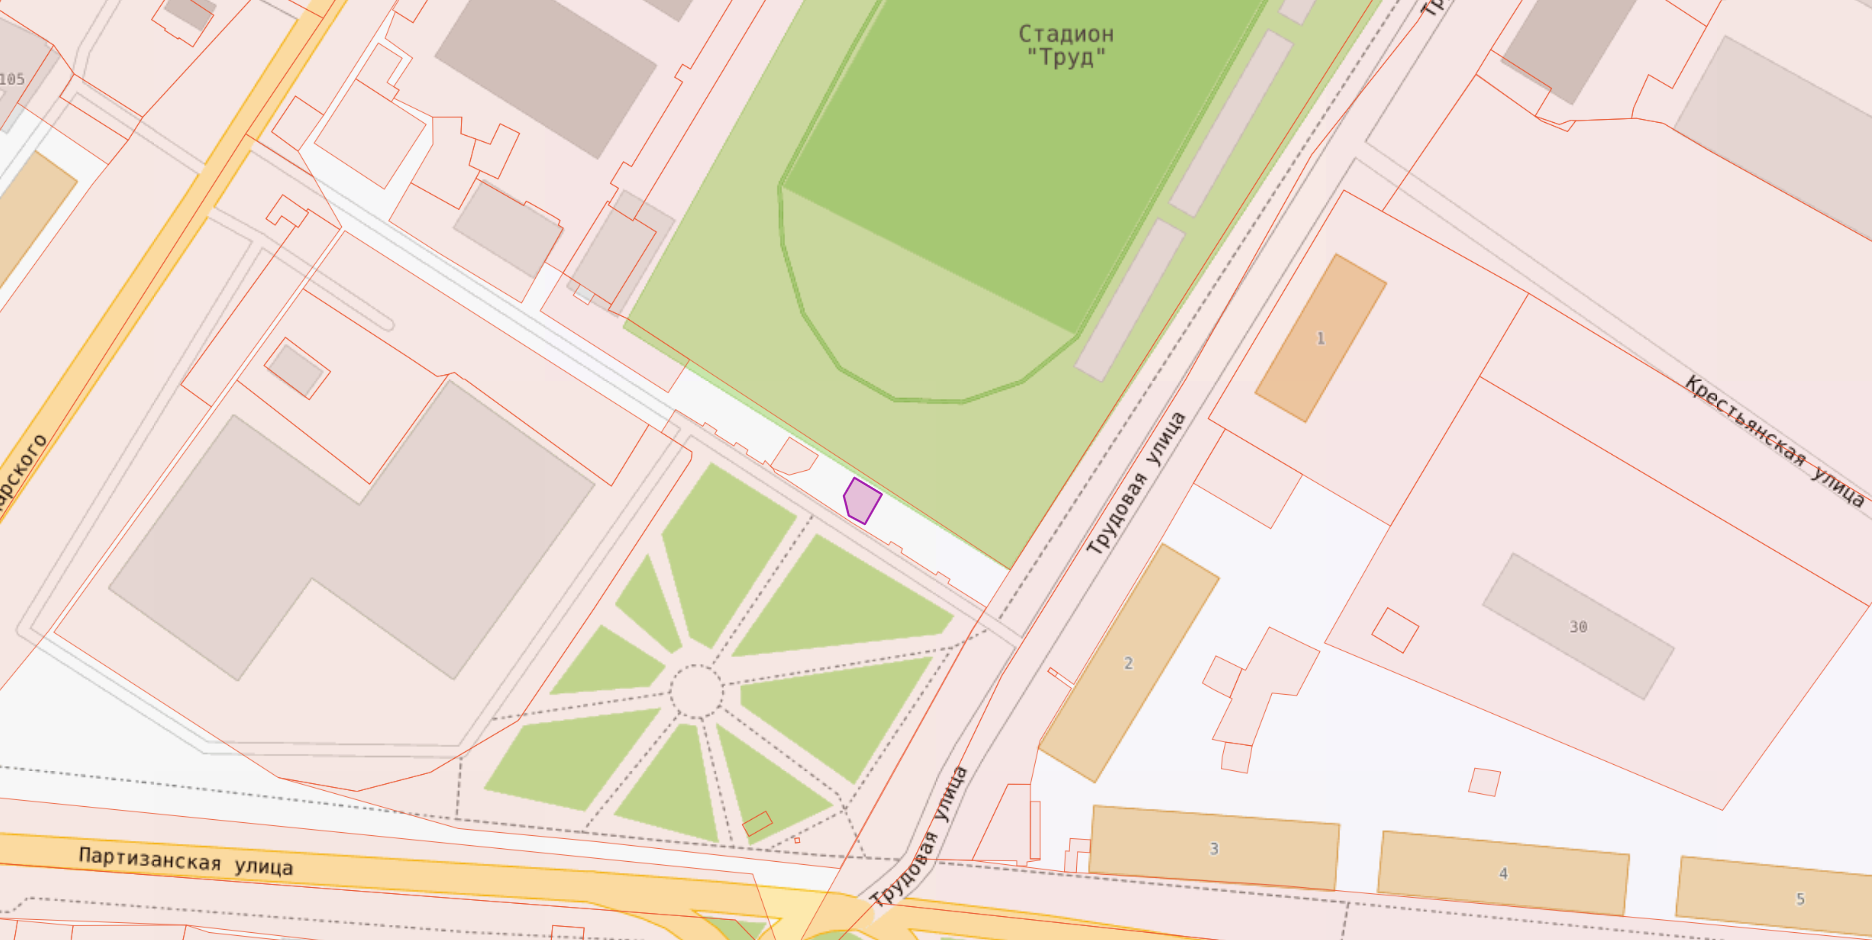 Стадион
"Труд"
105
1
Крестьянская улица
Трудовая улица
30
2
Трудовая улица
3
4
5
Партизанская улица